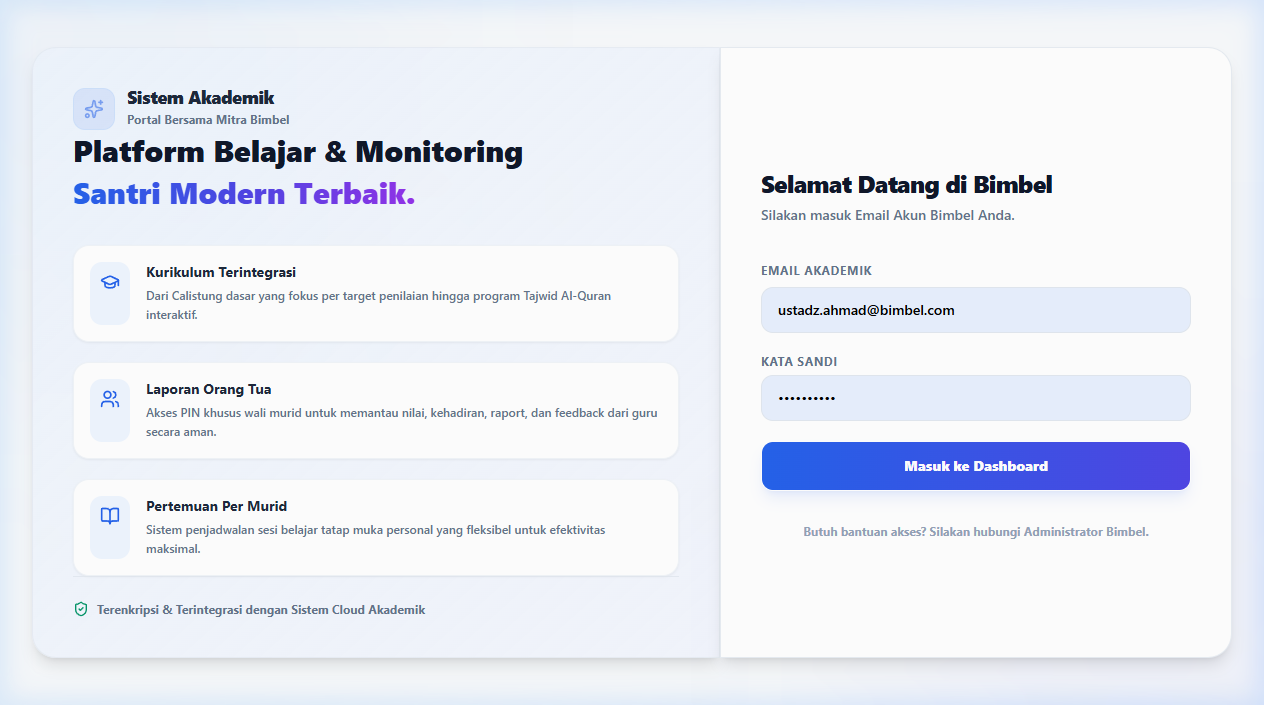 Sistem Akademik
Portal Bersama Mitra Bimbel
Platform Belajar & Monitoring
Santri Modern Terbaik.
Kurikulum Terintegrasi
Dari Calistung dasar yang fokus per target penilaian hingga program Tajwid Al-Quran
interaktif.
Laporan Orang Tua
Akses PIN khusus wali murid untuk memantau nilai, kehadiran, raport, dan feedback dari guru
secara aman.
Pertemuan Per Murid
Sistem penjadwalan sesi belajar tatap muka personal yang fleksibel untuk efektivitas
maksimal.
Terenkripsi & Terintegrasi dengan Sistem Cloud Akademik
Selamat Datang di Bimbel
Silakan masuk Email Akun Bimbel Anda.
EMAIL AKADEMIK
ustadz.ahmad@bimbel.com
KATA SANDI
••••••••••
Masuk ke Dashboard
Butuh bantuan akses? Silakan hubungi Administrator Bimbel.